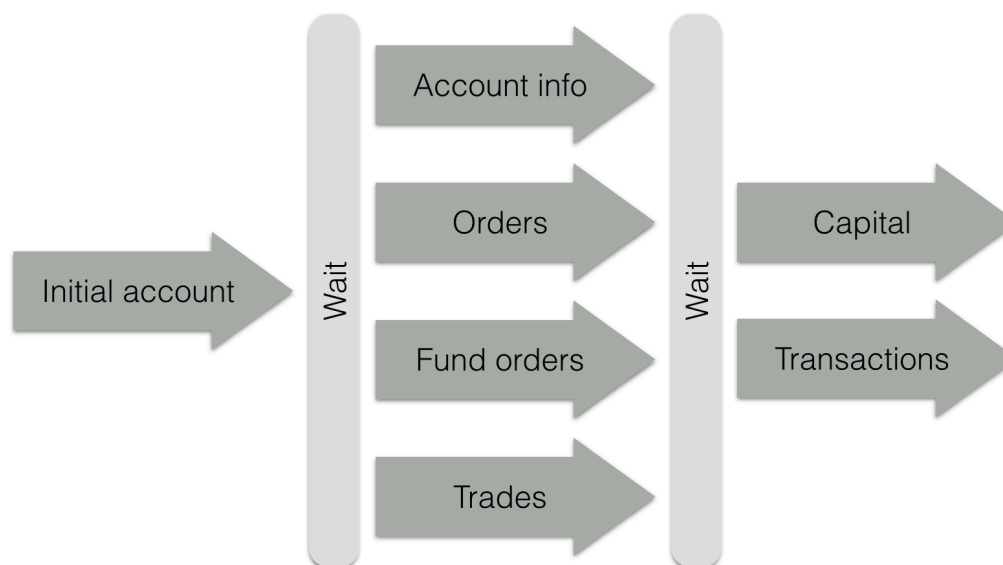 Initial account
Wait
Account info
Orders
Fund orders
Trades
Wait
Capital
Transactions